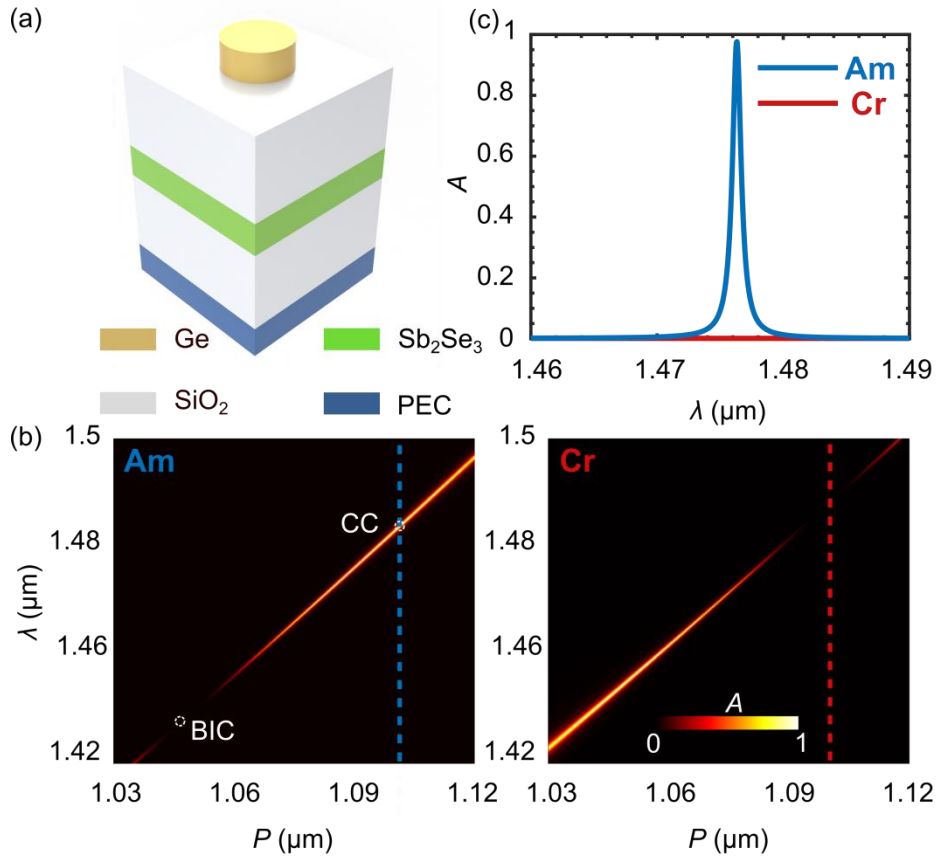 (a)
Ge
Sb₂Se₃
SiO₂
PEC
(c)
1
0.8
0.6
0.4
0.2
0
A
Am
Cr
1.46
1.47
1.48
1.49
λ (μm)
(b)
1.5
1.48
1.46
1.42
λ (μm)
Am
CC
BIC
1.03
1.06
1.09
1.12
P (μm)
1.5
1.48
1.46
1.42
Cr
A
0
1
1.03
1.06
1.09
1.12
P (μm)